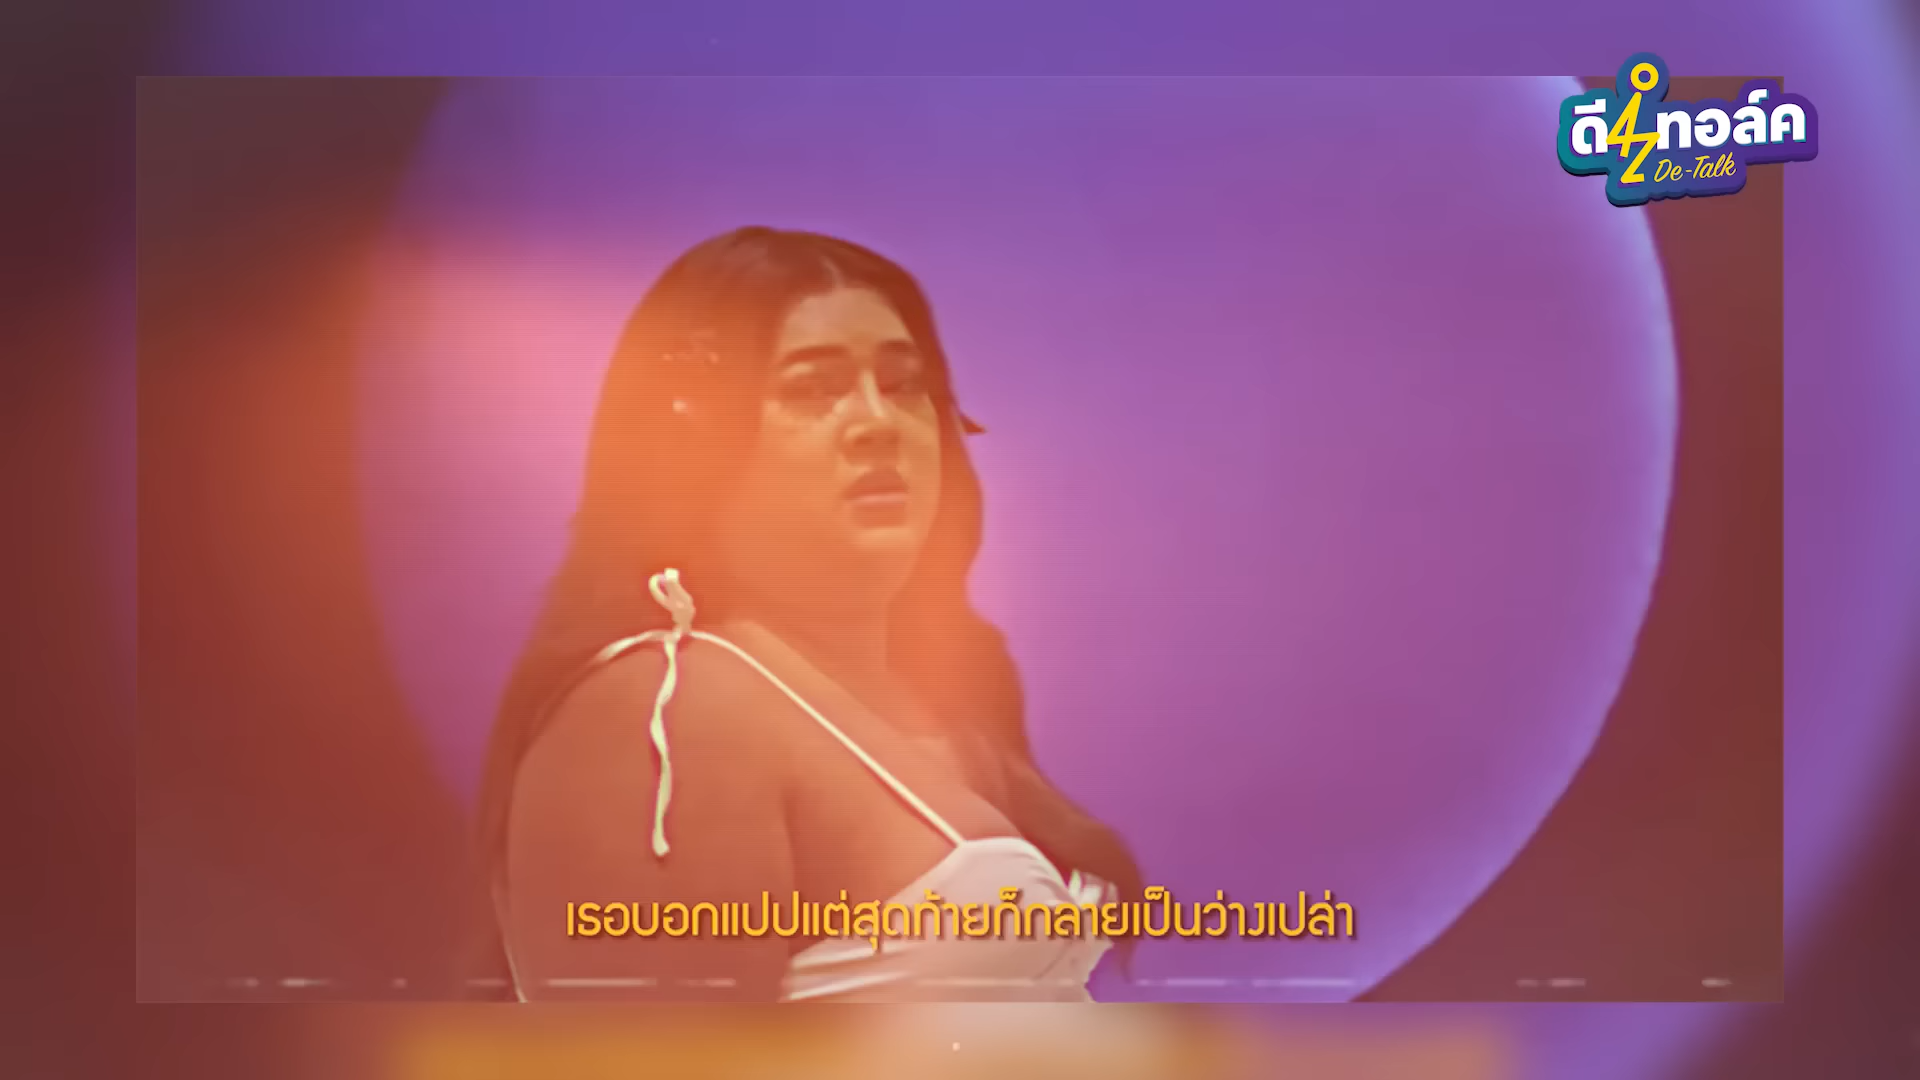 ดี ทอล์ค
De-Talk
เธอบอกแปปแต่สุดท้ายก็กลายเป็นว่างเปล่า